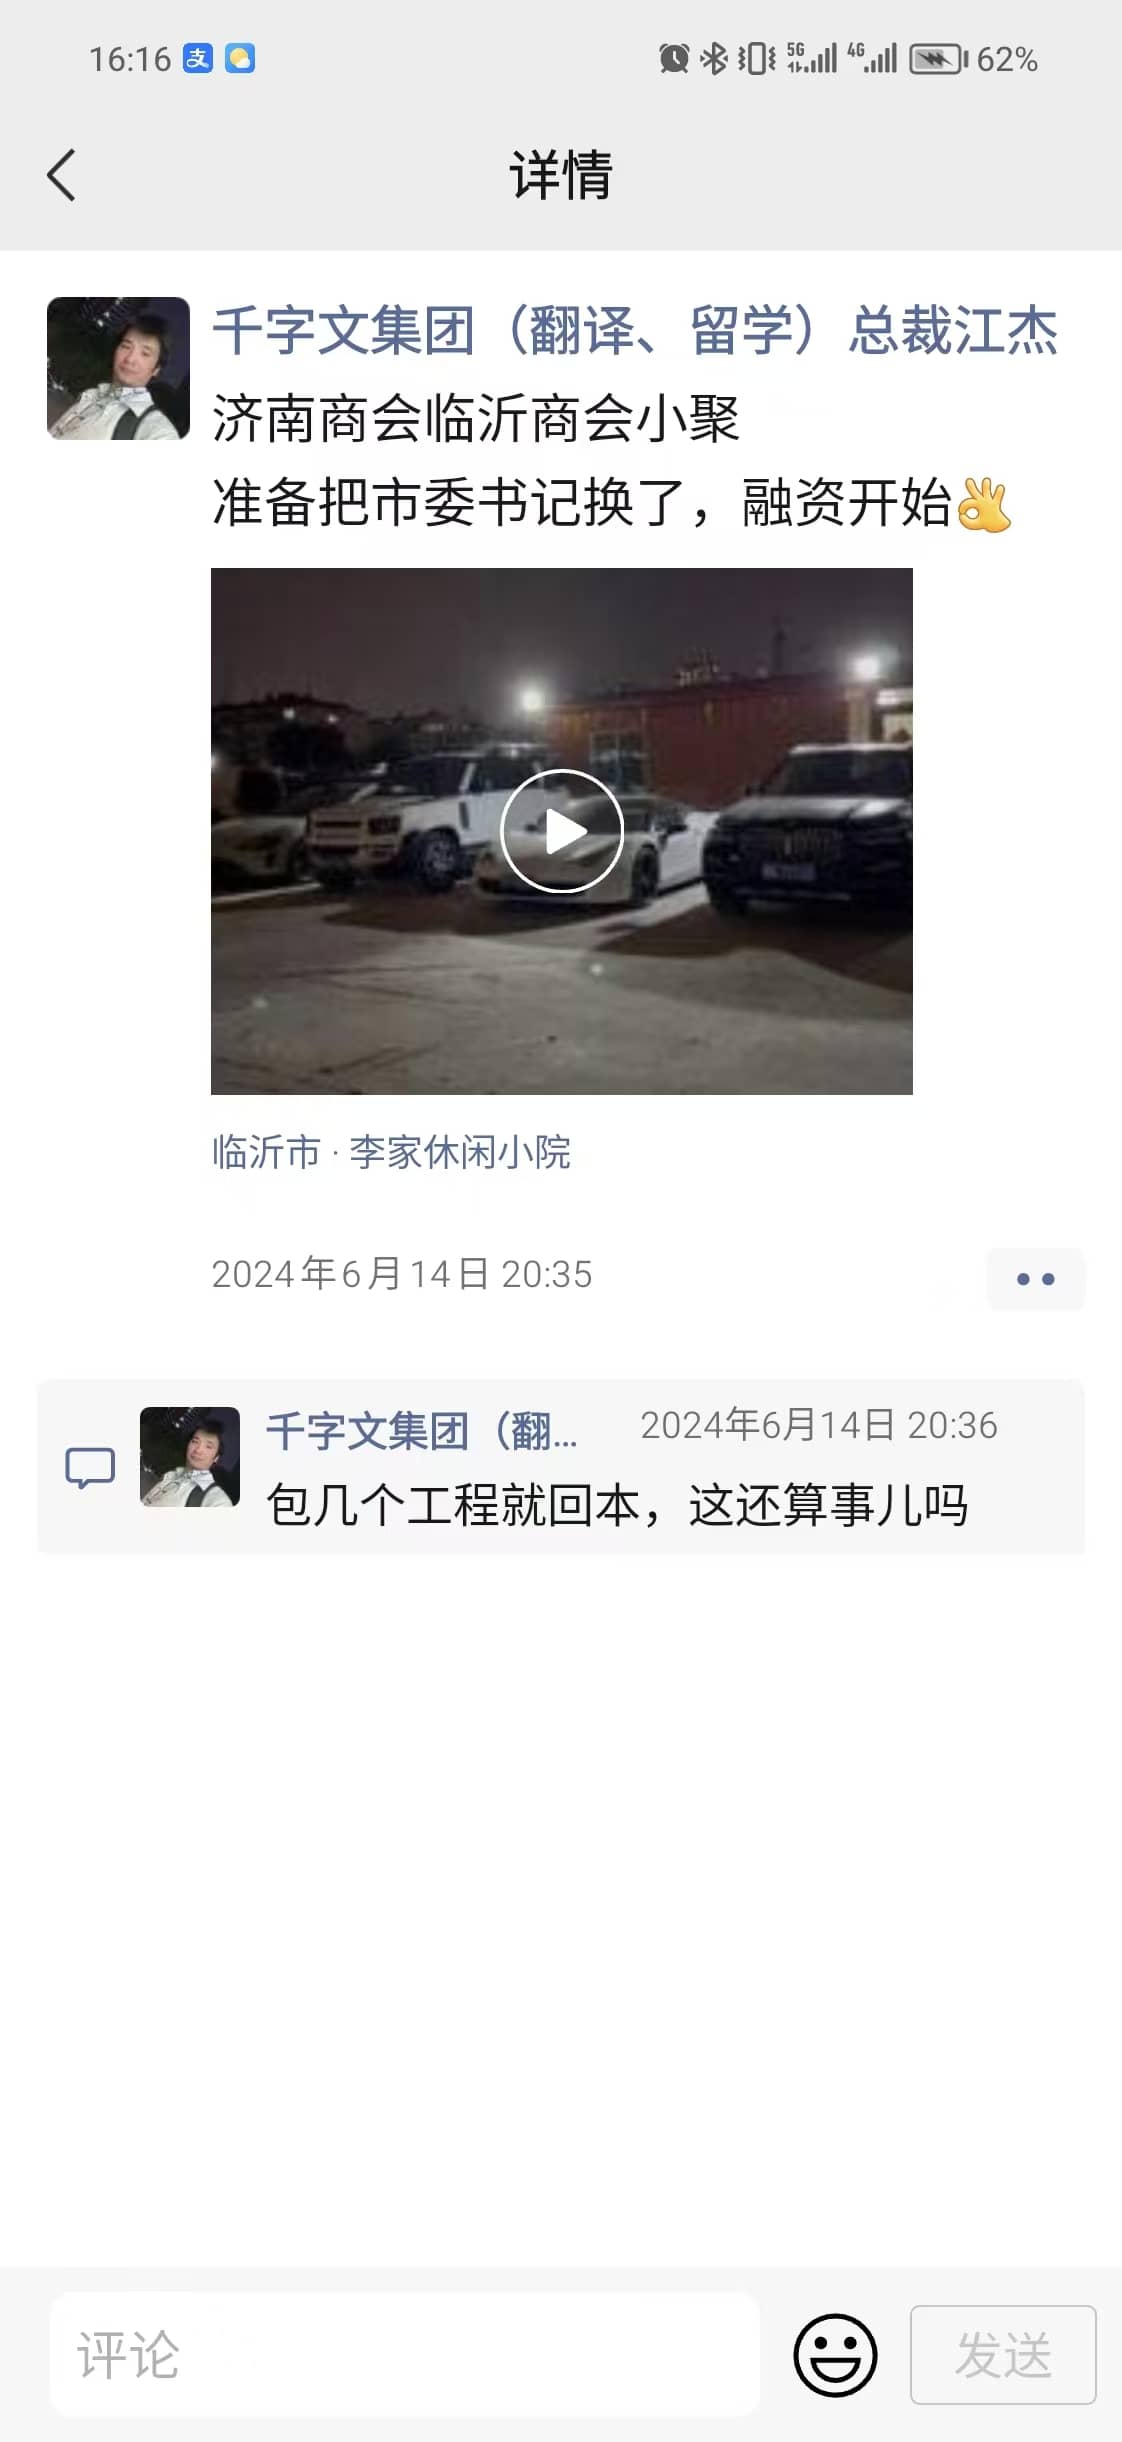 16:16 支 5G 4G 62%
详情
千字文集团（翻译、留学）总裁江杰
济南商会临沂商会小聚
准备把市委书记换了，融资开始👌
临沂市 · 李家休闲小院
2024年6月14日 20:35
千字文集团（翻... 2024年6月14日 20:36
包几个工程就回本，这还算事儿吗
评论 发送